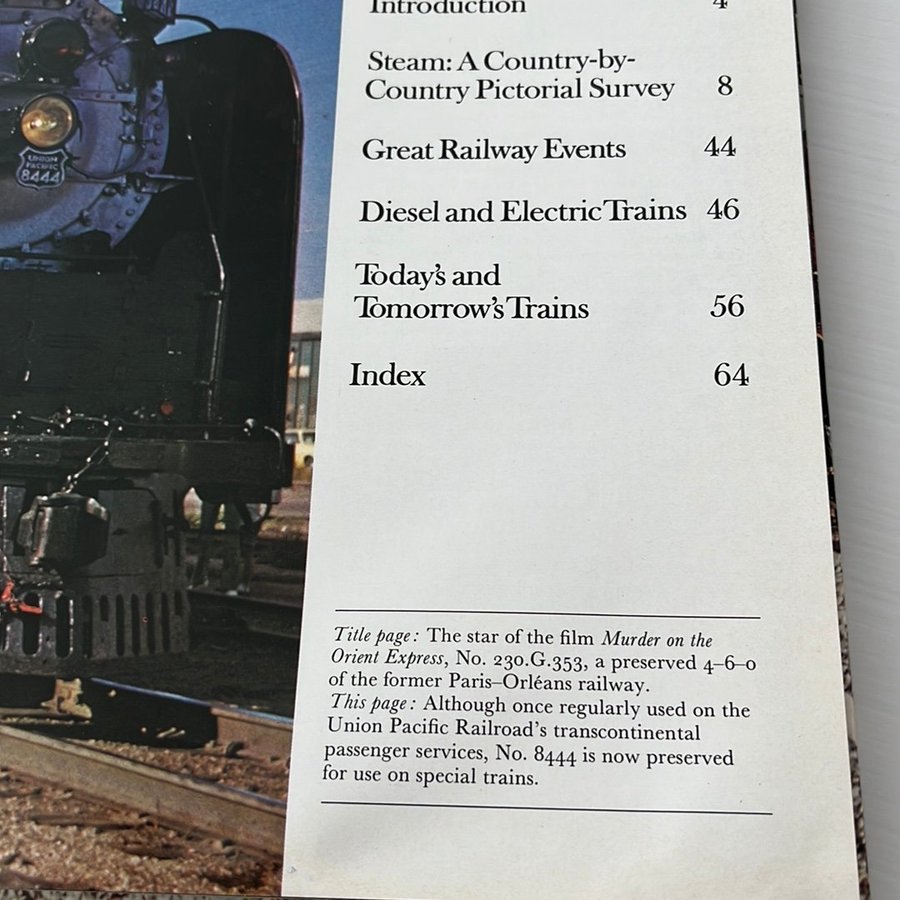 UNION
PACIFIC
8444
Introduction 4
Steam: A Country-by-
Country Pictorial Survey 8
Great Railway Events 44
Diesel and Electric Trains 46
Today's and
Tomorrow's Trains 56
Index 64
Title page: The star of the film Murder on the
Orient Express, No. 230.G.353, a preserved 4–6–0
of the former Paris–Orléans railway.
This page: Although once regularly used on the
Union Pacific Railroad's transcontinental
passenger services, No. 8444 is now preserved
for use on special trains.